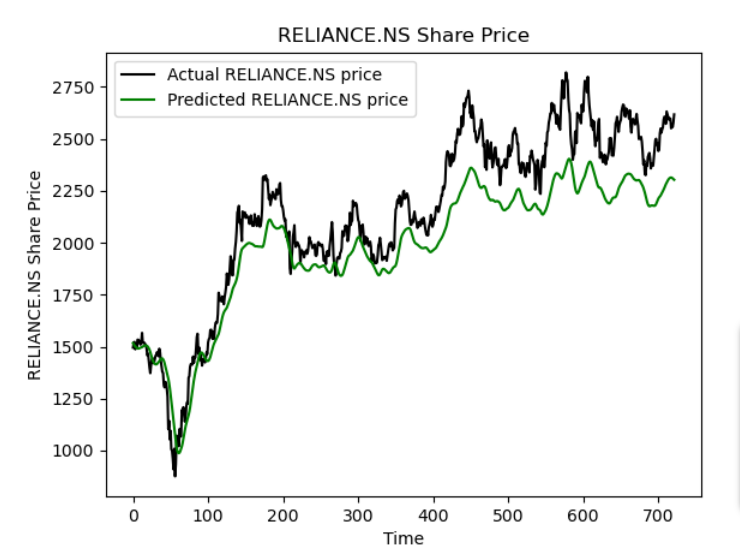 RELIANCE.NS Share Price
Actual RELIANCE.NS price
Predicted RELIANCE.NS price
RELIANCE.NS Share Price
2750
2500
2250
2000
1750
1500
1250
1000
0 100 200 300 400 500 600 700
Time